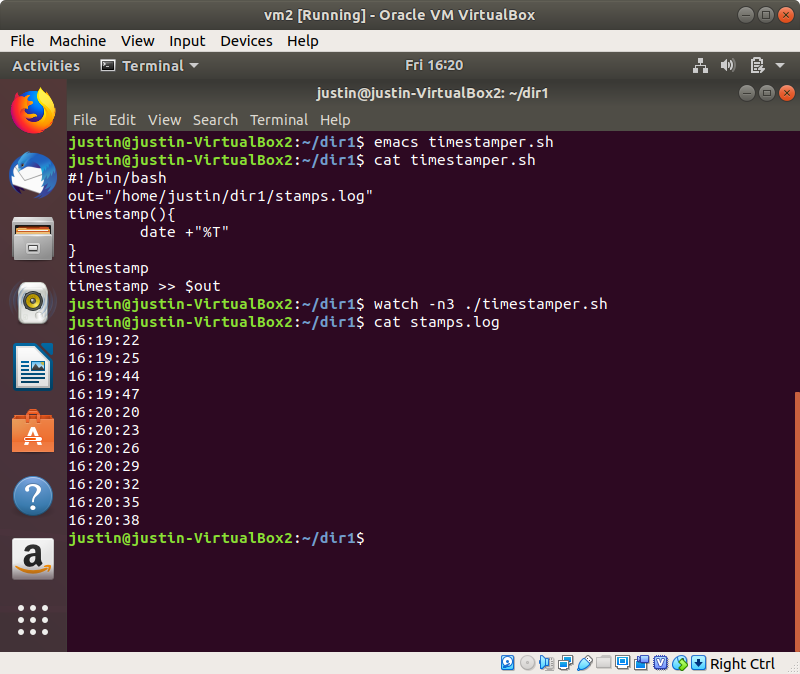 vm2 [Running] - Oracle VM VirtualBox
File Machine View Input Devices Help
Activities Terminal Fri 16:20
justin@justin-VirtualBox2: ~/dir1
File Edit View Search Terminal Help
justin@justin-VirtualBox2:~/dir1$ emacs timestamper.sh
justin@justin-VirtualBox2:~/dir1$ cat timestamper.sh
#!/bin/bash
out="/home/justin/dir1/stamps.log"
timestamp(){
        date +"%T"
}
timestamp
timestamp >> $out
justin@justin-VirtualBox2:~/dir1$ watch -n3 ./timestamper.sh
justin@justin-VirtualBox2:~/dir1$ cat stamps.log
16:19:22
16:19:25
16:19:44
16:19:47
16:20:20
16:20:23
16:20:26
16:20:29
16:20:32
16:20:35
16:20:38
justin@justin-VirtualBox2:~/dir1$
Right Ctrl